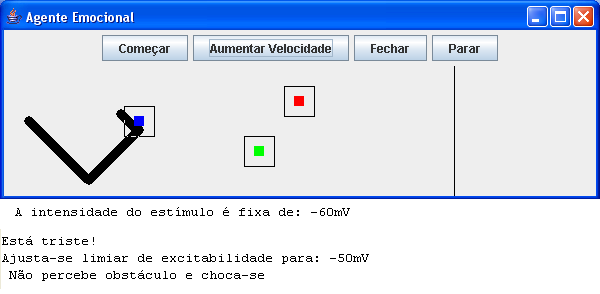 Agente Emocional
Começar Aumentar Velocidade Fechar Parar
A intensidade do estímulo é fixa de: -60mV
Está triste!
Ajusta-se limiar de excitabilidade para: -50mV
Não percebe obstáculo e choca-se